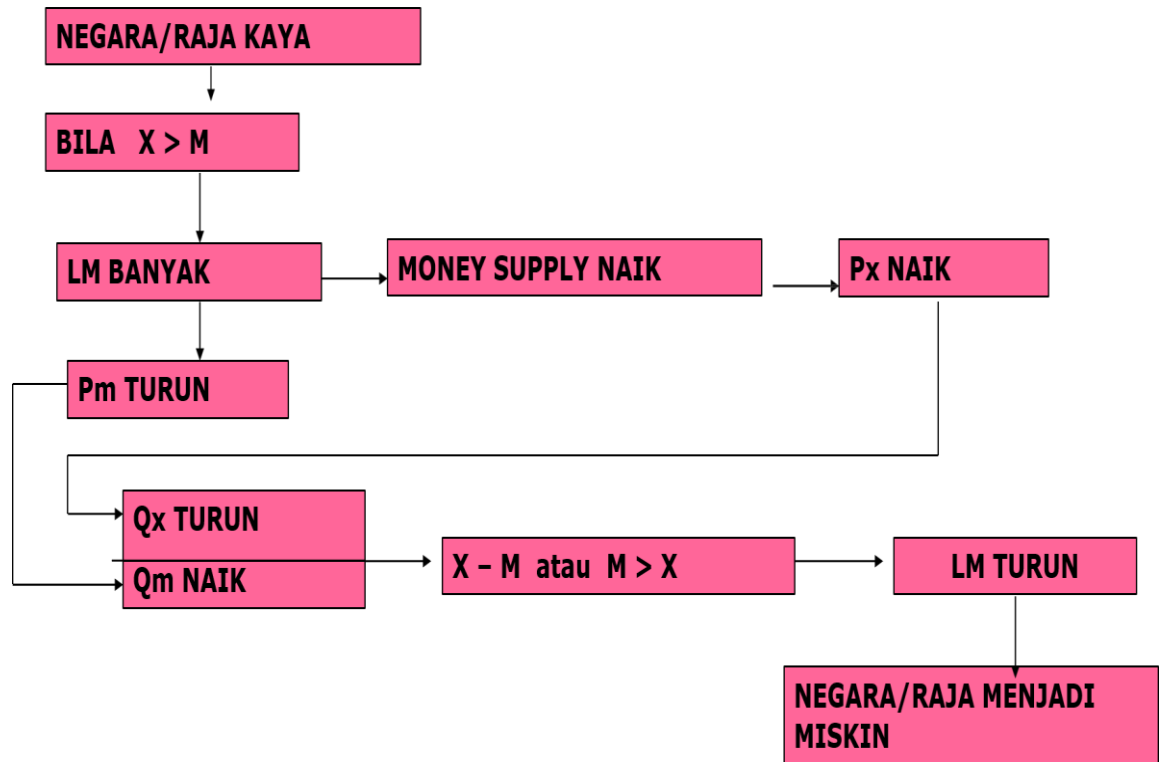 NEGARA/RAJA KAYA
BILA X > M
LM BANYAK
MONEY SUPPLY NAIK
Px NAIK
Pm TURUN
Qx TURUN
Qm NAIK
X – M atau M > X
LM TURUN
NEGARA/RAJA MENJADI
MISKIN